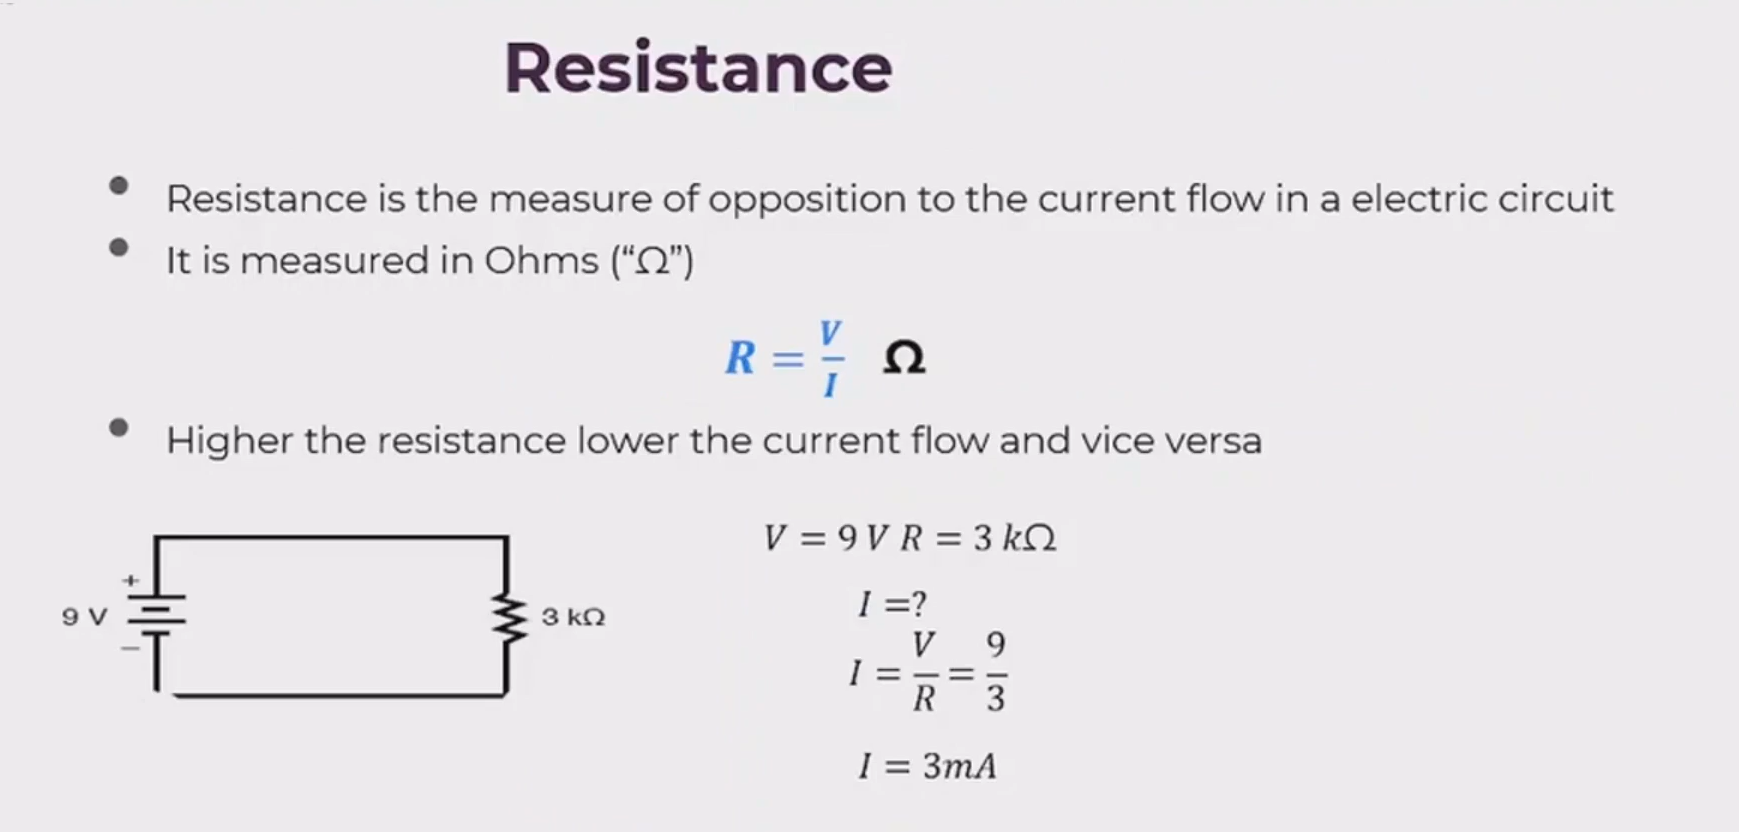 Resistance
Resistance is the measure of opposition to the current flow in a electric circuit
It is measured in Ohms (“Ω”)
R = V/I Ω
Higher the resistance lower the current flow and vice versa
V = 9 V R = 3 kΩ
I =?
I = V/R = 9/3
I = 3mA
+
9 V
−
3 kΩ